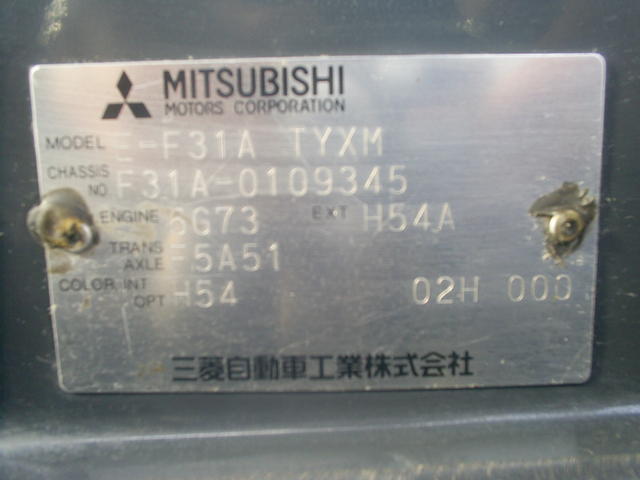 MITSUBISHI
MOTORS CORPORATION
MODEL E-F31A TYXM
CHASSIS NO F31A-0109345
ENGINE 6G73 EXT H54A
TRANS AXLE F5A51
COLOR, INT OPT H54 02H 000
三菱自動車工業株式会社